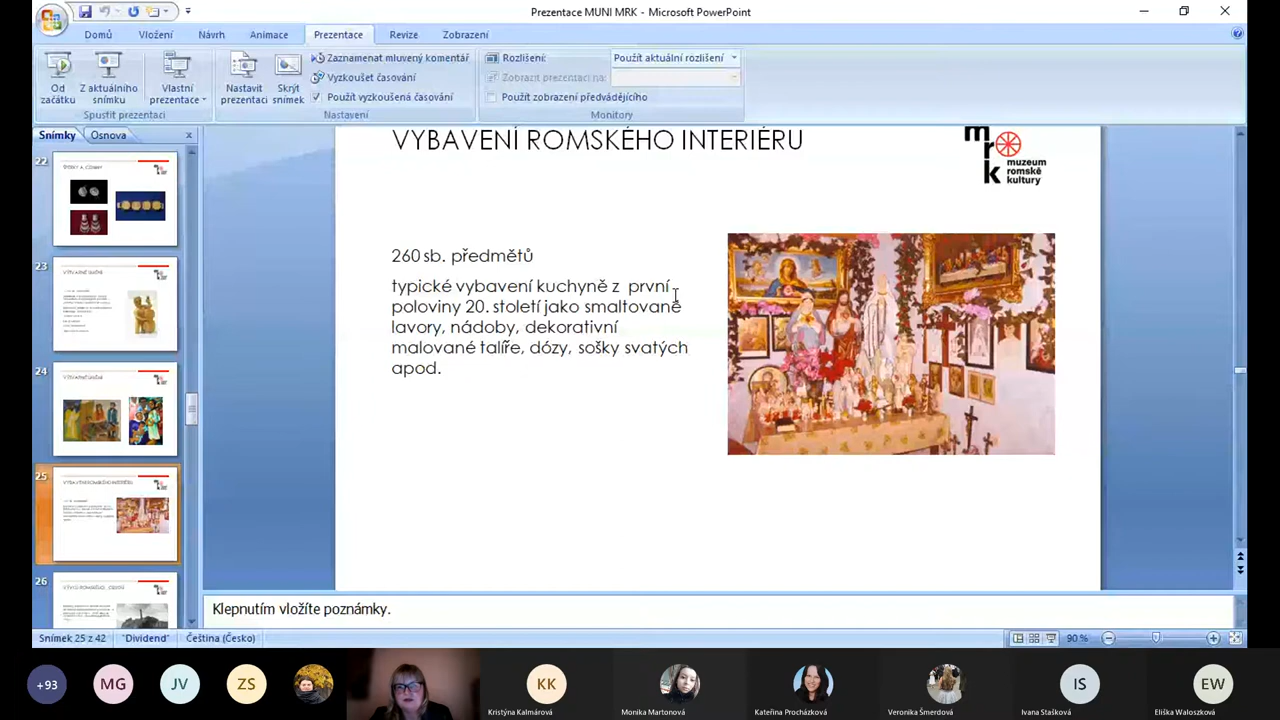 Prezentace MUNI MRK - Microsoft PowerPoint
Domů Vložení Návrh Animace Prezentace Revize Zobrazení
Od začátku
Z aktuálního snímku
Vlastní prezentace
Spustit prezentaci
Nastavit prezentaci
Skrýt snímek
Zaznamenat mluvený komentář
Vyzkoušet časování
Použít vyzkoušená časování
Nastavení
Rozlišení: Použít aktuální rozlišení
Zobrazit prezentaci na:
Použít zobrazení předvádějícího
Monitory
Snímky Osnova
22
23
24
25
26
VYBAVENÍ ROMSKÉHO INTERIÉRU
mrk
muzeum
romské
kultury
260 sb. předmětů
typické vybavení kuchyně z první
poloviny 20. století jako smaltované
lavory, nádoby, dekorativní
malované talíře, dózy, sošky svatých
apod.
Klepnutím vložíte poznámky.
Snímek 25 z 42 "Dividend" Čeština (Česko) 90 %
+93 MG JV ZS KK IS EW
Kristýna Kalmárová Monika Martonová Kateřina Procházková Veronika Šmerdová Ivana Stašková Eliška Waloszková